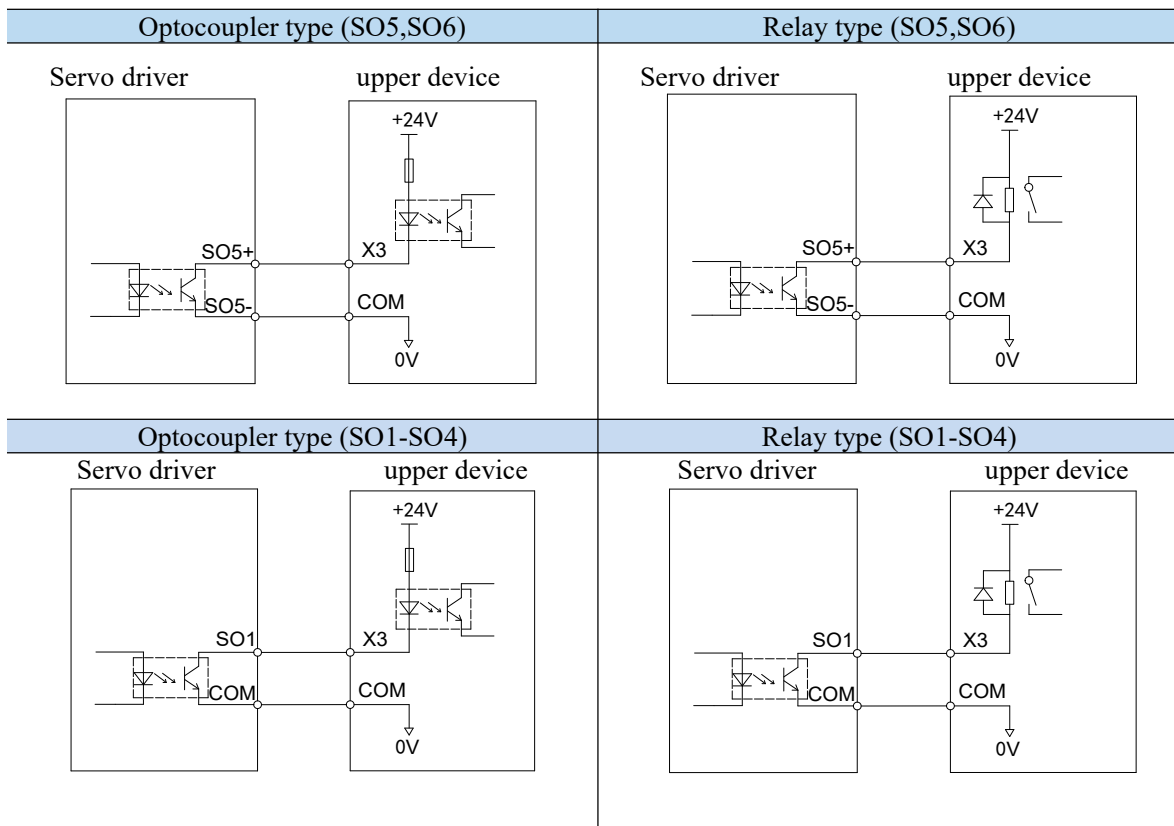 Optocoupler type (SO5,SO6)
Relay type (SO5,SO6)
Servo driver
upper device
+24V
SO5+
X3
SO5-
COM
0V
Servo driver
upper device
+24V
SO5+
X3
SO5-
COM
0V
Optocoupler type (SO1-SO4)
Relay type (SO1-SO4)
Servo driver
upper device
+24V
SO1
X3
COM
COM
0V
Servo driver
upper device
+24V
SO1
X3
COM
COM
0V